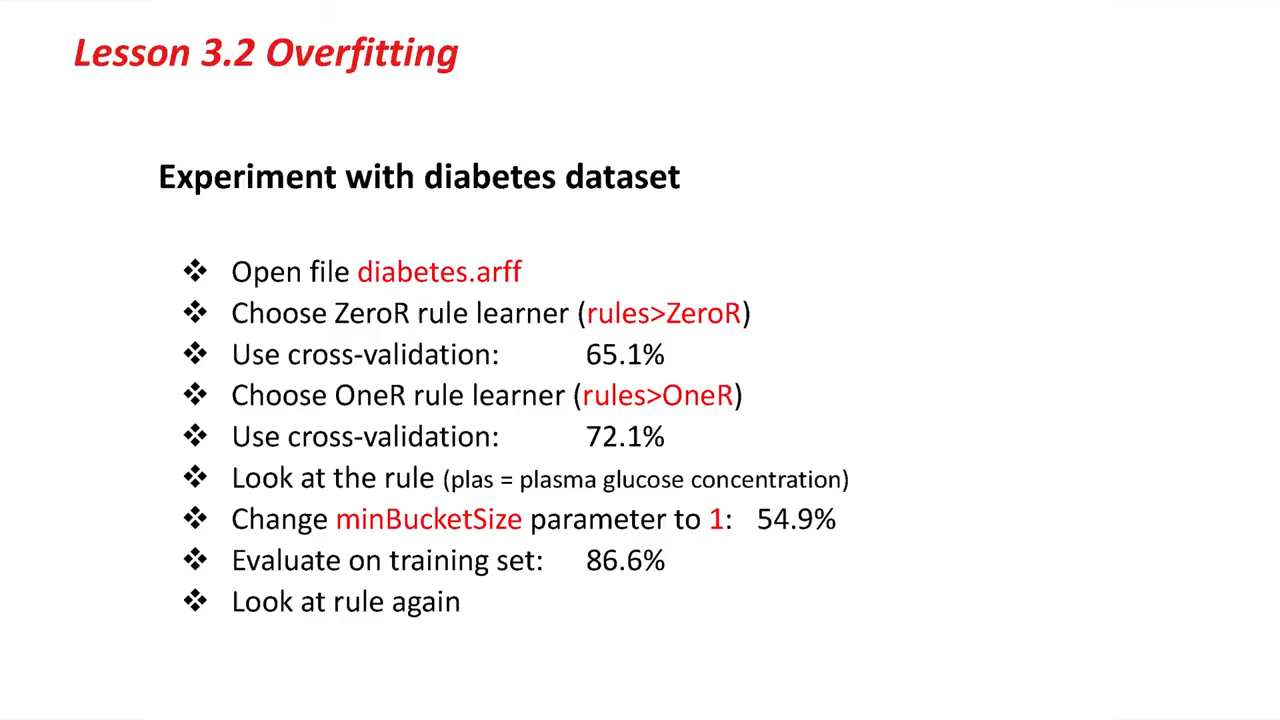 Lesson 3.2 Overfitting
Experiment with diabetes dataset
❖ Open file diabetes.arff
❖ Choose ZeroR rule learner (rules>ZeroR)
❖ Use cross-validation: 65.1%
❖ Choose OneR rule learner (rules>OneR)
❖ Use cross-validation: 72.1%
❖ Look at the rule (plas = plasma glucose concentration)
❖ Change minBucketSize parameter to 1: 54.9%
❖ Evaluate on training set: 86.6%
❖ Look at rule again